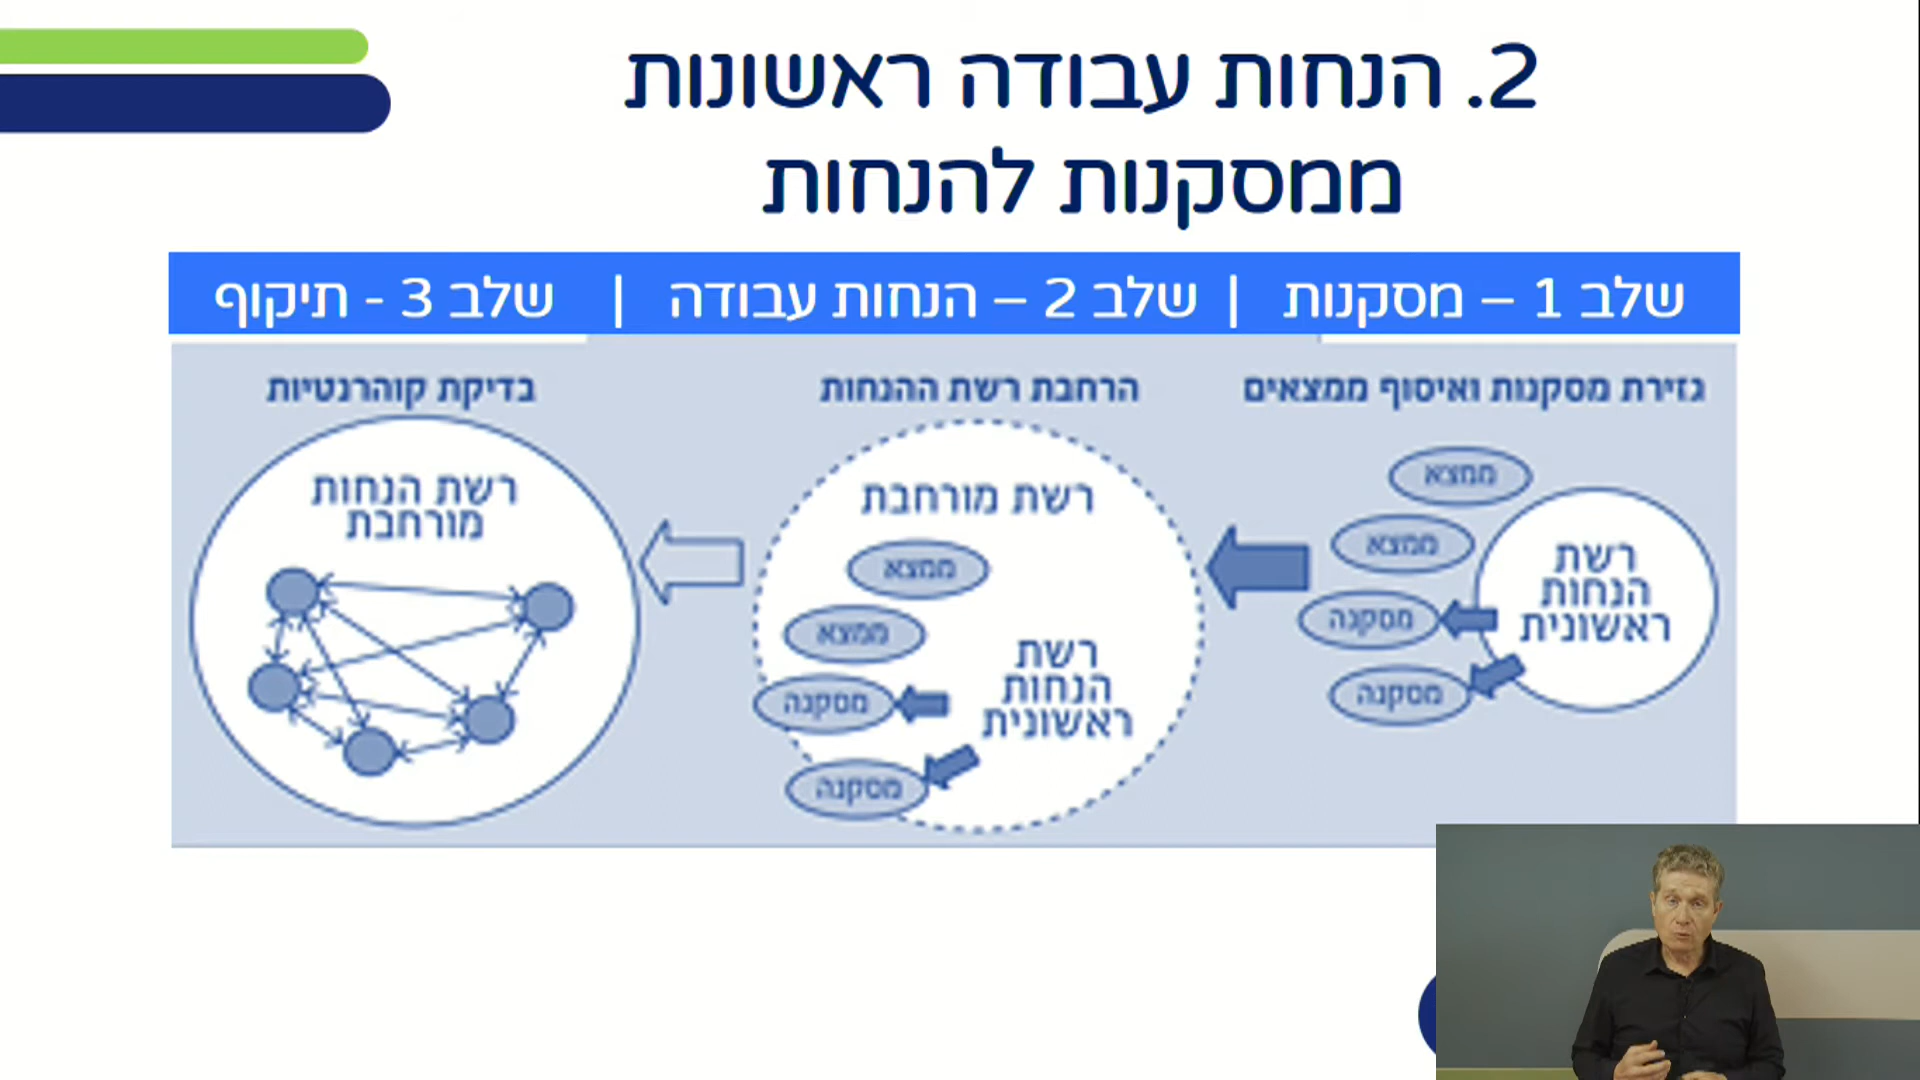 2. הנחות עבודה ראשונות
ממסקנות להנחות
שלב 1 – מסקנות | שלב 2 – הנחות עבודה | שלב 3 - תיקוף
גזירת מסקנות ואיסוף ממצאים
ממצא
ממצא
מסקנה
מסקנה
רשת
הנחות
ראשונית
הרחבת רשת ההנחות
רשת מורחבת
ממצא
ממצא
מסקנה
מסקנה
רשת
הנחות
ראשונית
בדיקת קוהרנטיות
רשת הנחות
מורחבת